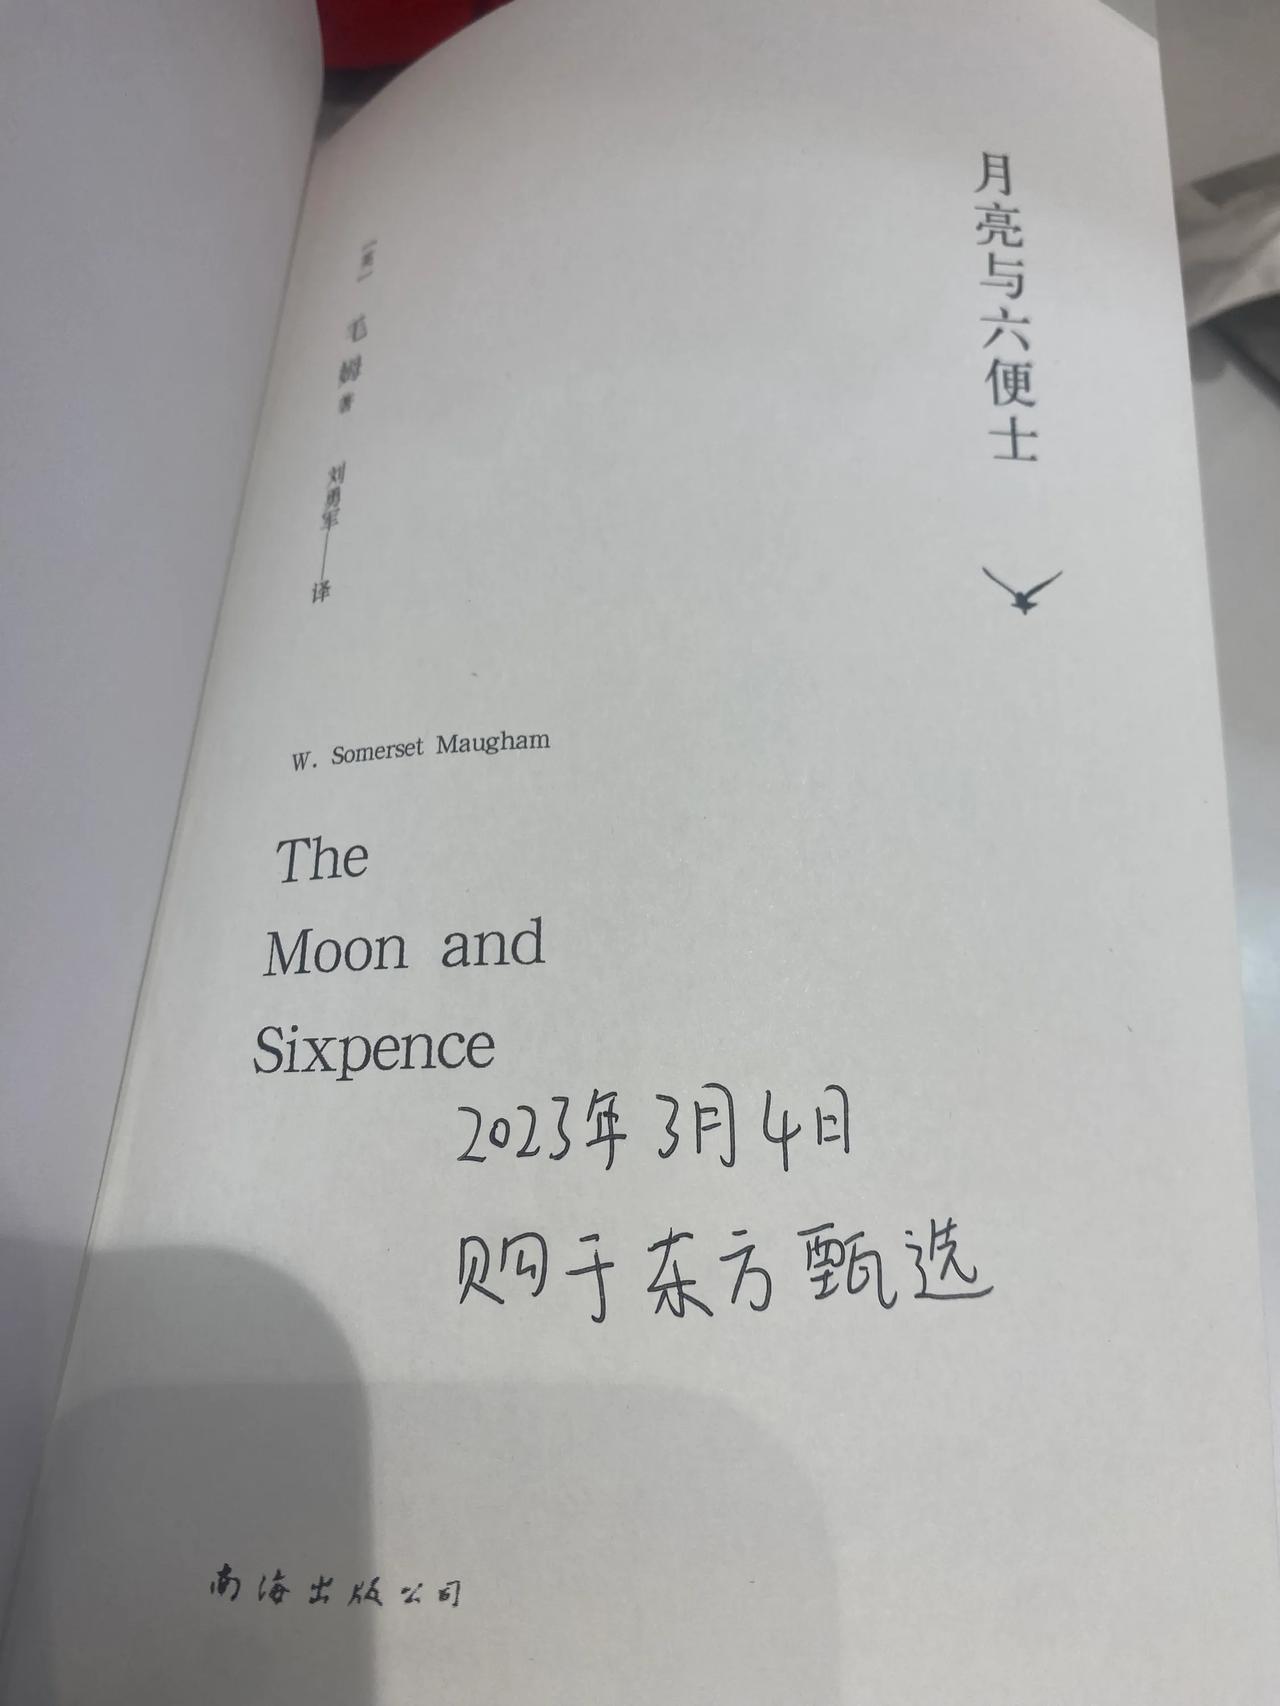 月亮与六便士
[英]
毛姆 著
刘勇军——译
W. Somerset Maugham
The
Moon and
Sixpence
2023年3月4日
购于东方甄选
南海出版公司